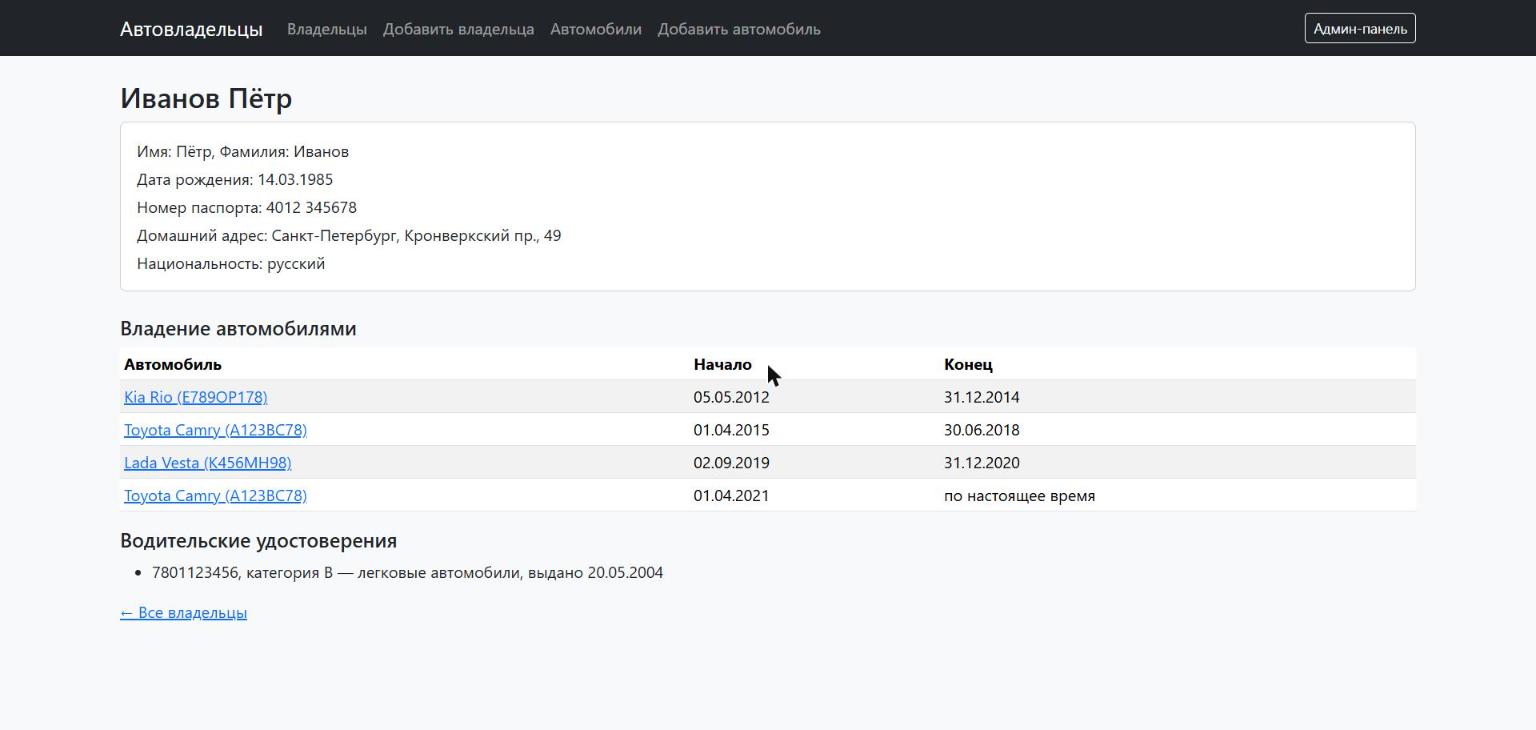 Автовладельцы Владельцы Добавить владельца Автомобили Добавить автомобиль Админ-панель
Иванов Пётр
Имя: Пётр, Фамилия: Иванов
Дата рождения: 14.03.1985
Номер паспорта: 4012 345678
Домашний адрес: Санкт-Петербург, Кронверкский пр., 49
Национальность: русский
Владение автомобилями
Автомобиль Начало Конец
Kia Rio (Е789ОР178) 05.05.2012 31.12.2014
Toyota Camry (А123ВС78) 01.04.2015 30.06.2018
Lada Vesta (К456МН98) 02.09.2019 31.12.2020
Toyota Camry (А123ВС78) 01.04.2021 по настоящее время
Водительские удостоверения
• 7801123456, категория B — легковые автомобили, выдано 20.05.2004
← Все владельцы